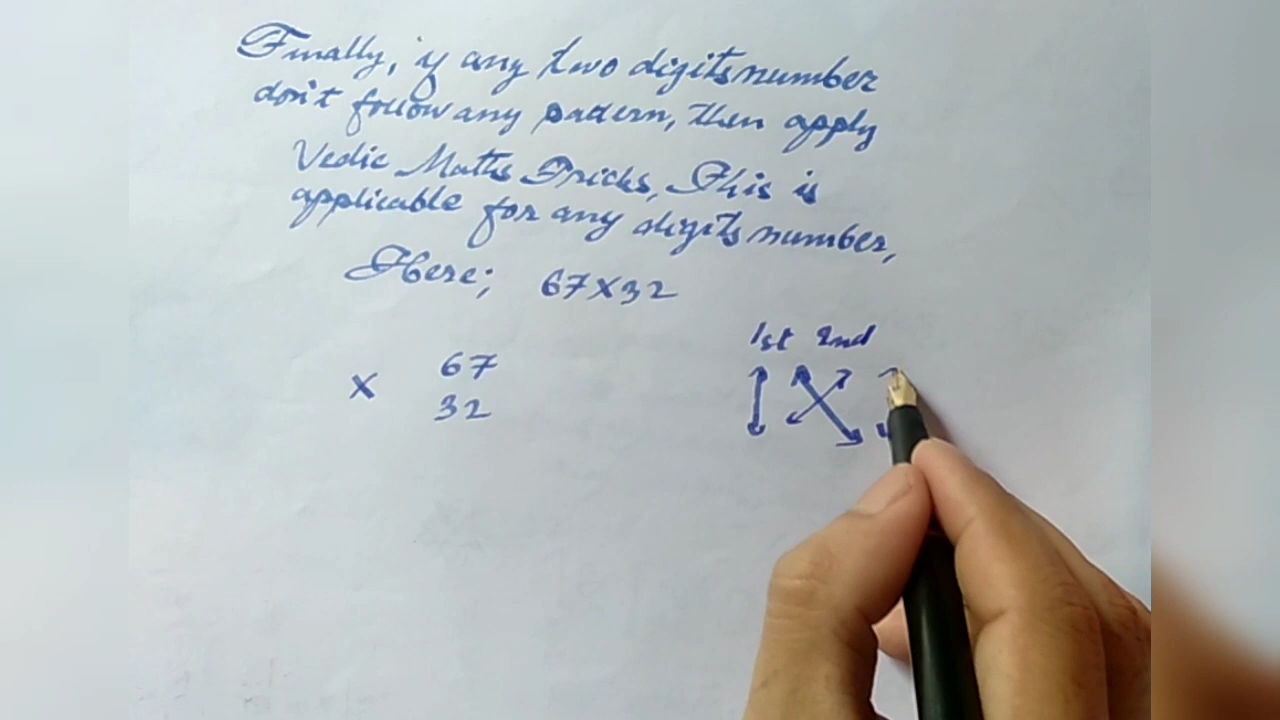 Finally, if any two digits number
don't follow any pattern, then apply
Vedic Maths Tricks, This is
applicable for any digits number,
Here; 67x32
1st 2nd
x 67
32